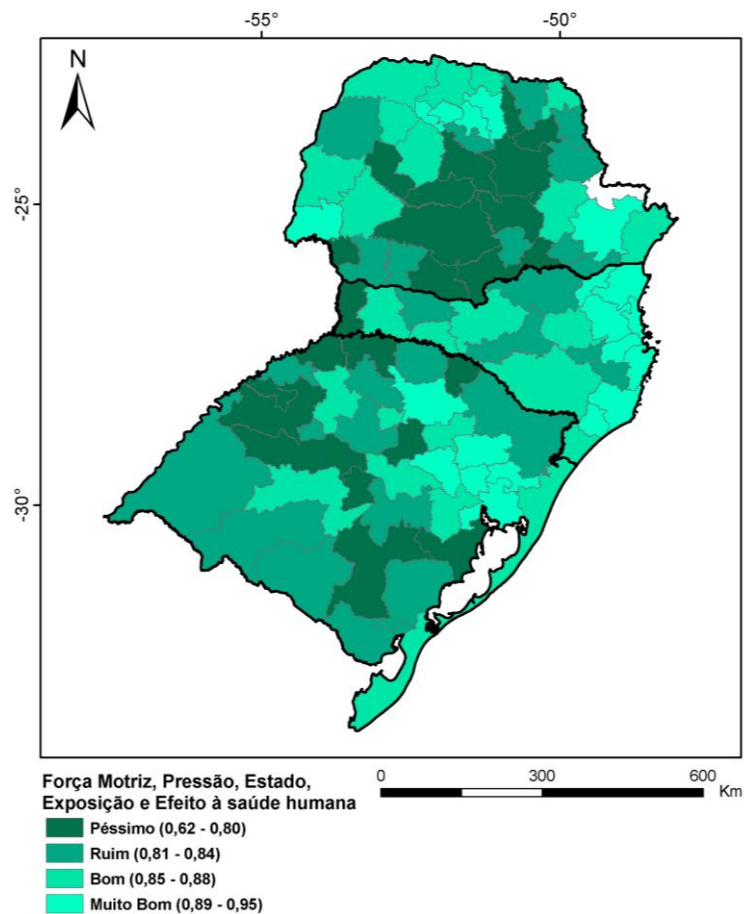 -55°
-50°
N
-25°
-30°
Força Motriz, Pressão, Estado,
Exposição e Efeito à saúde humana
0 300 600
Km
Péssimo (0,62 - 0,80)
Ruim (0,81 - 0,84)
Bom (0,85 - 0,88)
Muito Bom (0,89 - 0,95)